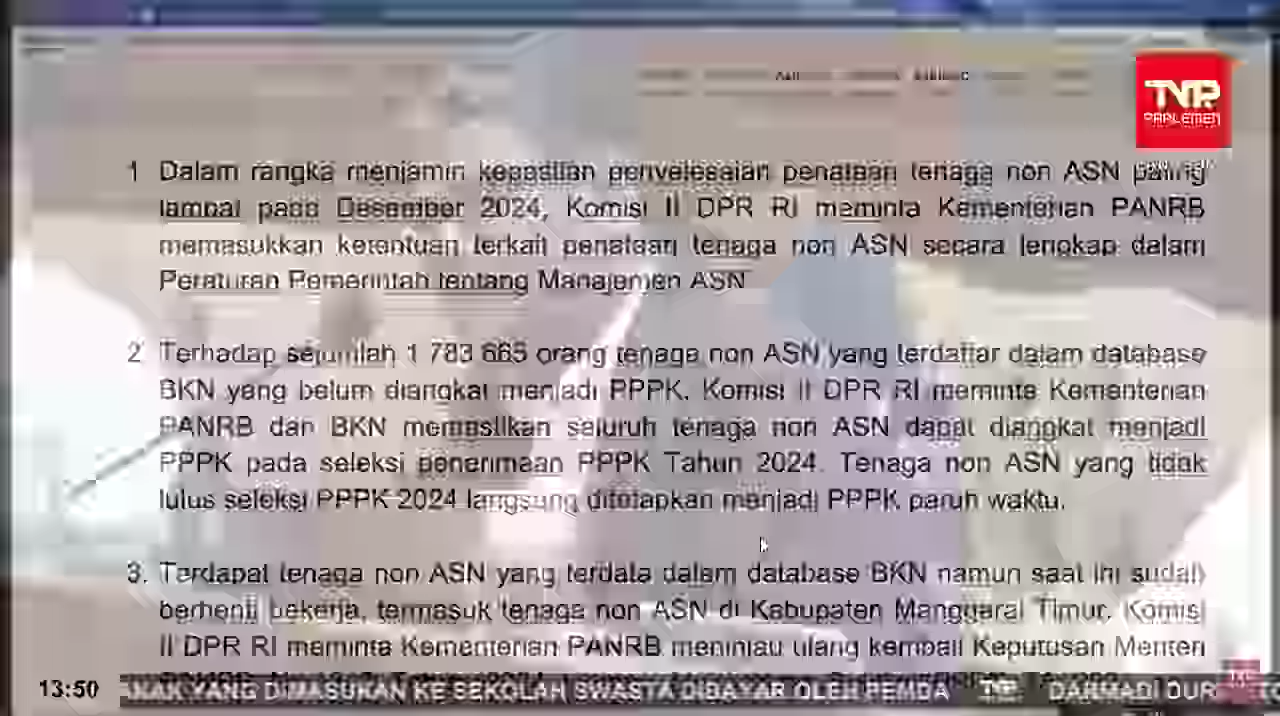 TVP
PARLEMEN
1 Dalam rangka menjamin kepastian penyelesaian penataan tenaga non ASN paling
lambat pada Desember 2024, Komisi II DPR RI meminta Kementerian PANRB
memasukkan ketentuan terkait penataan tenaga non ASN secara lengkap dalam
Peraturan Pemerintah tentang Manajemen ASN
2. Terhadap sejumlah 1 783 665 orang tenaga non ASN yang terdaftar dalam database
BKN yang belum diangkat menjadi PPPK, Komisi II DPR RI meminta Kementerian
PANRB dan BKN memastikan seluruh tenaga non ASN dapat diangkat menjadi
PPPK pada seleksi penerimaan PPPK Tahun 2024. Tenaga non ASN yang tidak
lulus seleksi PPPK 2024 langsung ditetapkan menjadi PPPK paruh waktu.
3. Terdapat tenaga non ASN yang terdata dalam database BKN namun saat ini sudah
berhenti bekerja, termasuk tenaga non ASN di Kabupaten Manggarai Timur. Komisi
II DPR RI meminta Kementerian PANRB meninjau ulang kembali Keputusan Menteri
13:50 ANAK YANG DIMASUKAN KE SEKOLAH SWASTA DIBAYAR OLEH PEMDA TVP DARMADI DUR